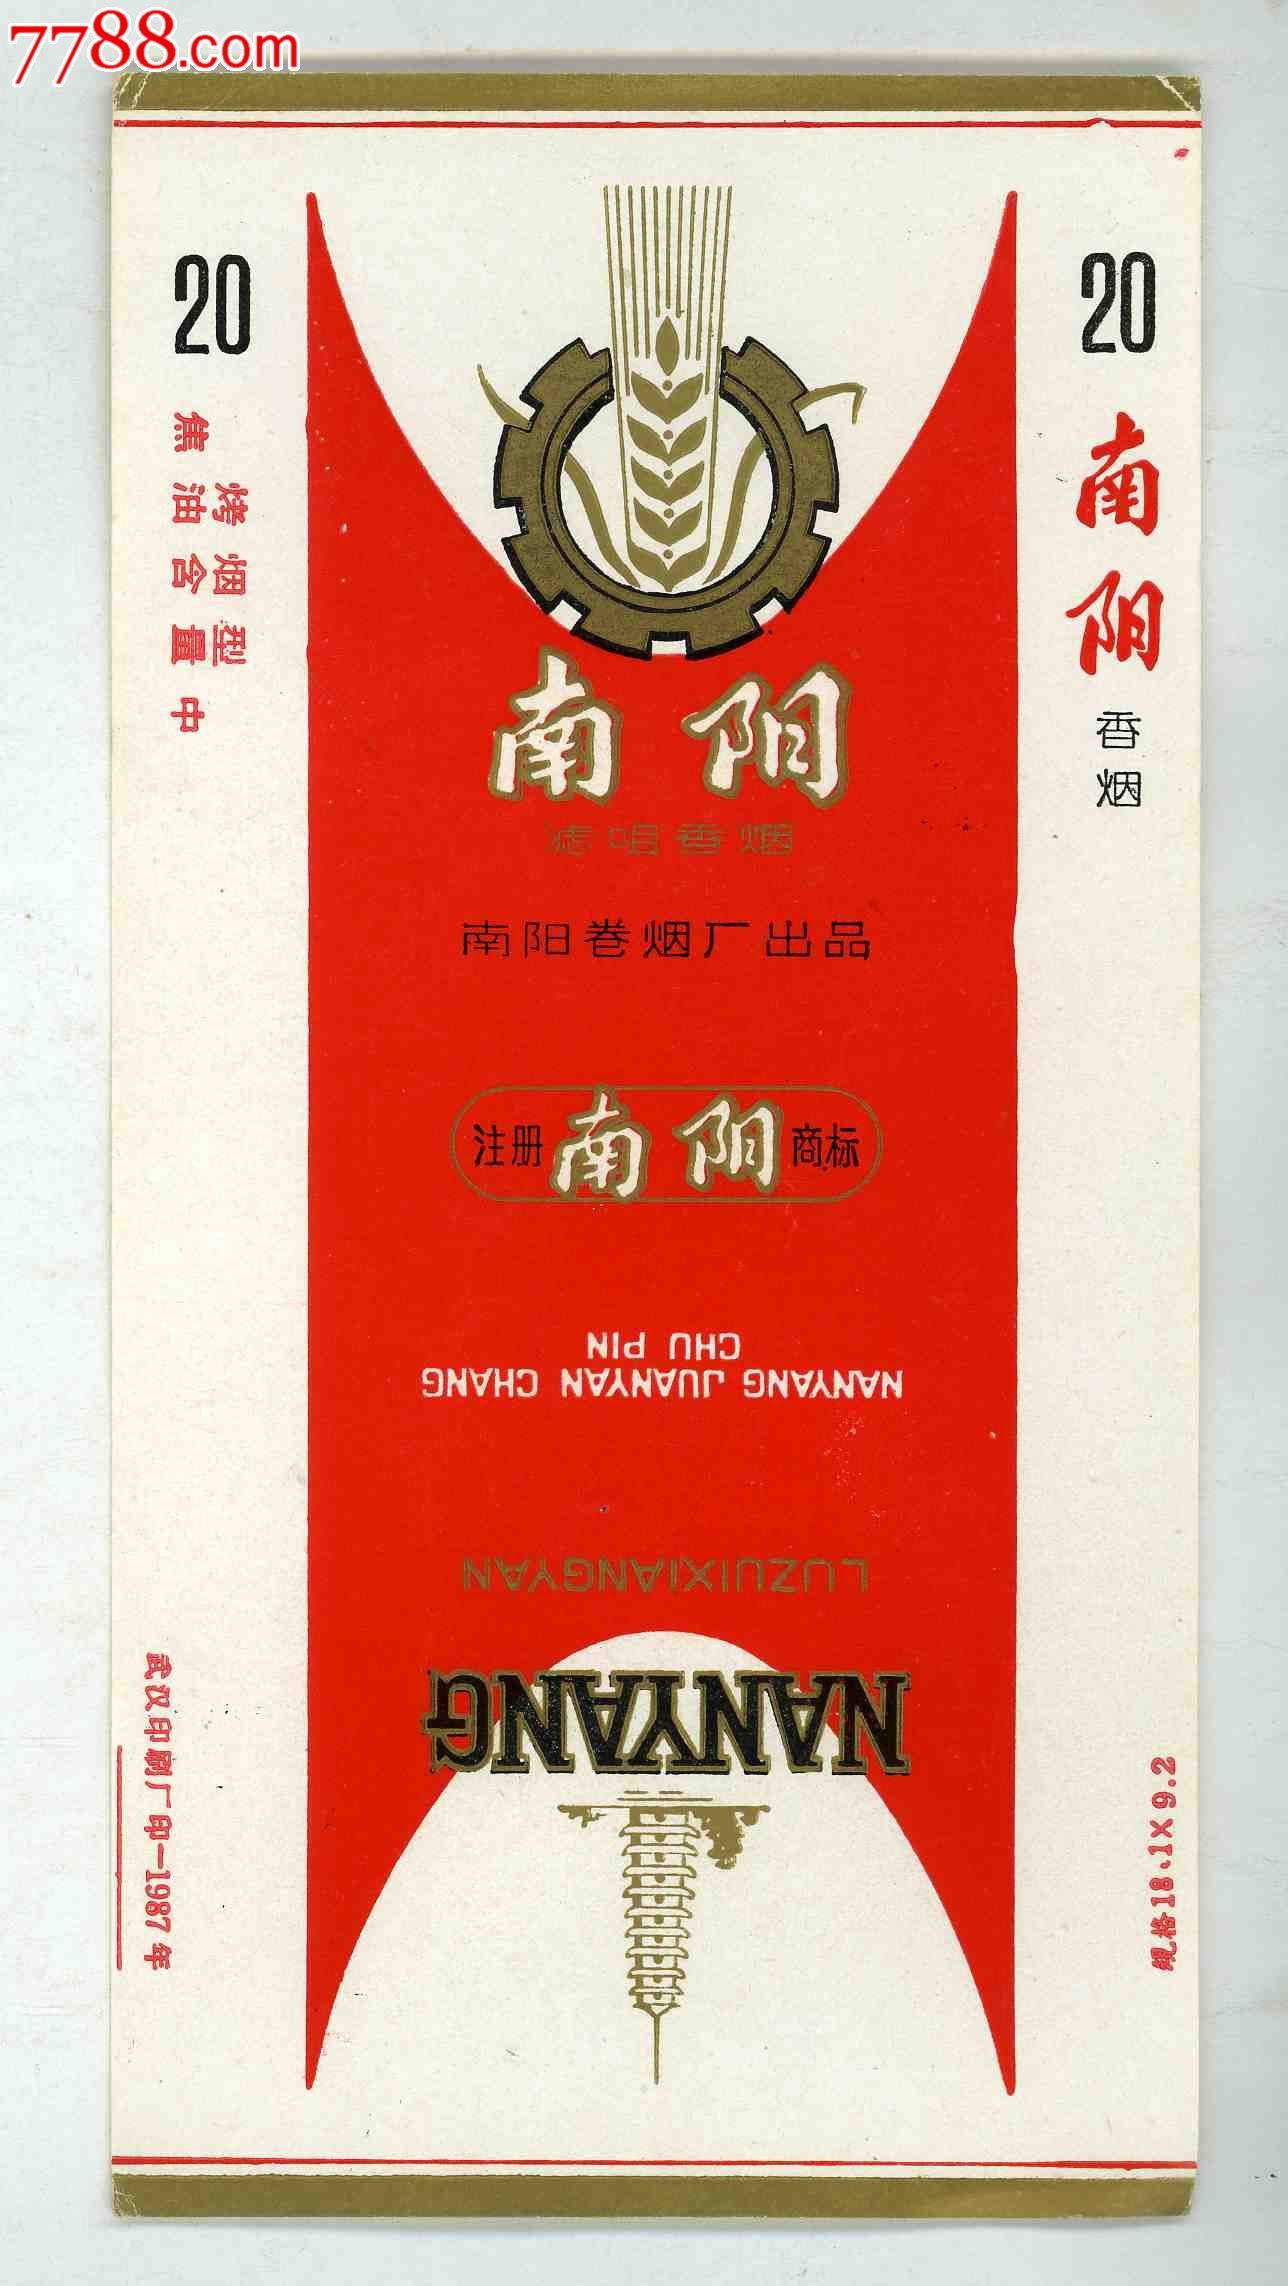 7788.com
20
焦油含量中
烤烟型
20
南阳
香烟
南阳
滤咀香烟
南阳卷烟厂出品
注册 南阳 商标
NANYANG JUANYAN CHANG
CHU PIN
LUZUIXIANGYAN
NANYANG
武汉印刷厂印—1987年
规格18.1×9.2